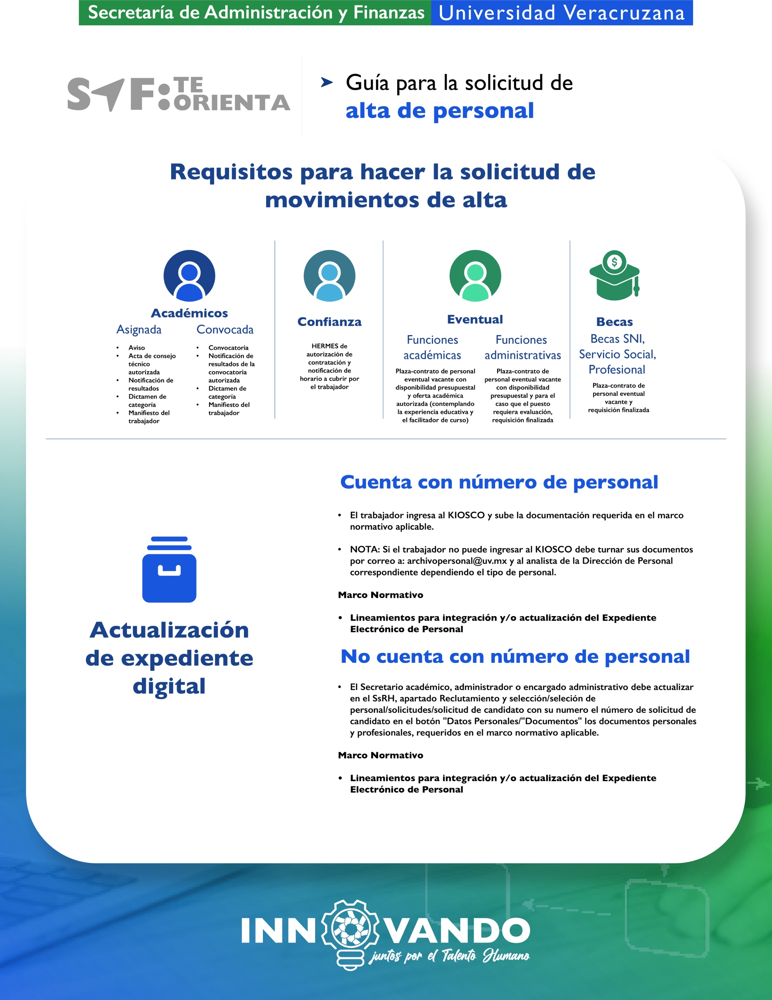 Secretaría de Administración y Finanzas Universidad Veracruzana
SAF: TE ORIENTA
Guía para la solicitud de
alta de personal
Requisitos para hacer la solicitud de
movimientos de alta
Académicos
Asignada
• Aviso
• Acta de consejo
técnico
autorizada
• Notificación de
resultados
• Dictamen de
categoría
• Manifiesto del
trabajador
Convocada
• Convocatoria
• Notificación de
resultados de la
convocatoria
autorizada
• Dictamen de
categoría
• Manifiesto del
trabajador
Confianza
HERMES de
autorización de
contratación y
notificación de
horario a cubrir por
el trabajador
Eventual
Funciones
académicas
Plaza-contrato de personal
eventual vacante con
disponibilidad presupuestal
y oferta académica
autorizada (contemplando
la experiencia educativa y
el facilitador de curso)
Funciones
administrativas
Plaza-contrato de
personal eventual vacante
con disponibilidad
presupuestal y para el
caso que el puesto
requiera evaluación,
requisición finalizada
Becas
Becas SNI,
Servicio Social,
Profesional
Plaza-contrato de
personal eventual
vacante y
requisición finalizada
Actualización
de expediente
digital
Cuenta con número de personal
• El trabajador ingresa al KIOSCO y sube la documentación requerida en el marco
normativo aplicable.
• NOTA: Si el trabajador no puede ingresar al KIOSCO debe turnar sus documentos
por correo a: archivopersonal@uv.mx y al analista de la Dirección de Personal
correspondiente dependiendo el tipo de personal.
Marco Normativo
• Lineamientos para integración y/o actualización del Expediente
Electrónico de Personal
No cuenta con número de personal
• El Secretario académico, administrador o encargado administrativo debe actualizar
en el SsRH, apartado Reclutamiento y selección/seleción de
personal/solicitudes/solicitud de candidato con su numero el número de solicitud de
candidato en el botón "Datos Personales/"Documentos" los documentos personales
y profesionales, requeridos en el marco normativo aplicable.
Marco Normativo
• Lineamientos para integración y/o actualización del Expediente
Electrónico de Personal
INNOVANDO
juntos por el Talento Humano